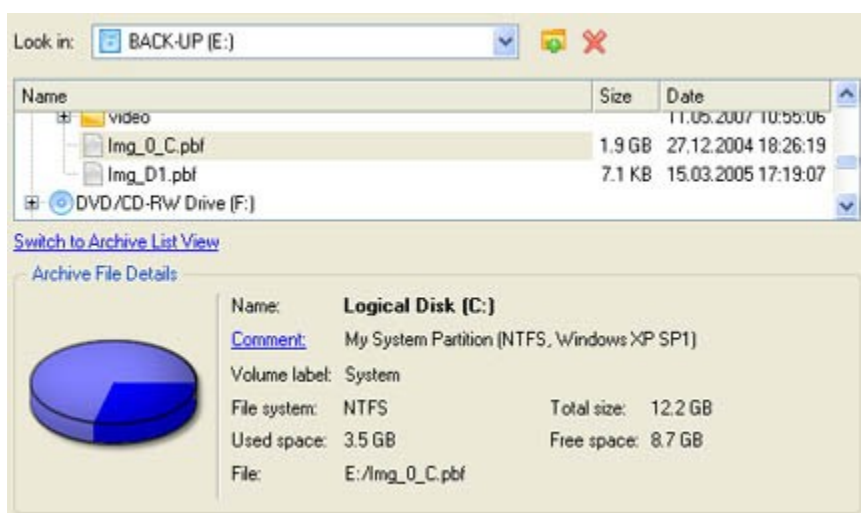 Look in: BACK-UP (E:)
Name Size Date
video 11.05.2007 10:55:06
Img_0_C.pbf 1.9 GB 27.12.2004 18:26:19
Img_D1.pbf 7.1 KB 15.03.2005 17:19:07
DVD/CD-RW Drive (F:)
Switch to Archive List View
Archive File Details
Name: Logical Disk (C:)
Comment: My System Partition (NTFS, Windows XP SP1)
Volume label: System
File system: NTFS Total size: 12.2 GB
Used space: 3.5 GB Free space: 8.7 GB
File: E:/Img_0_C.pbf